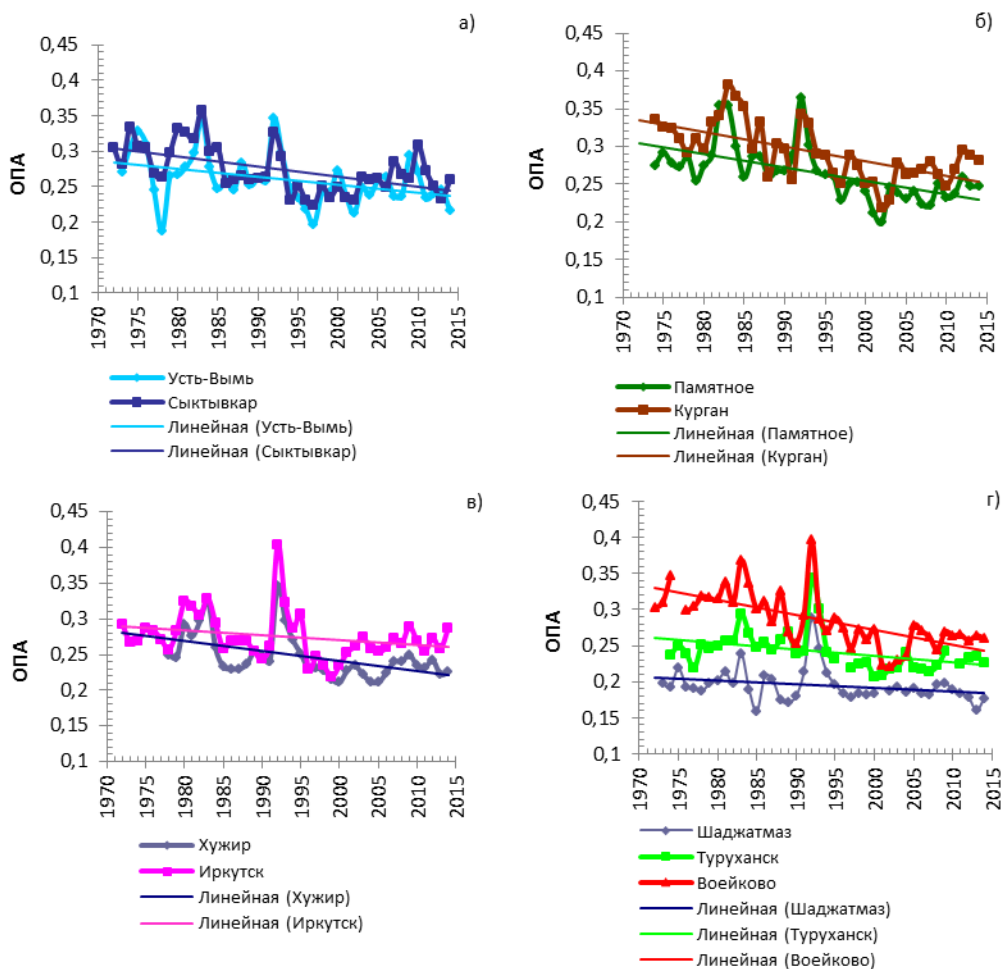 а)
ОПА
0,45
0,4
0,35
0,3
0,25
0,2
0,15
0,1
1970
1975
1980
1985
1990
1995
2000
2005
2010
2015
Усть-Вымь
Сыктывкар
Линейная (Усть-Вымь)
Линейная (Сыктывкар)
б)
ОПА
0,45
0,4
0,35
0,3
0,25
0,2
0,15
0,1
1970
1975
1980
1985
1990
1995
2000
2005
2010
2015
Памятное
Курган
Линейная (Памятное)
Линейная (Курган)
в)
ОПА
0,45
0,4
0,35
0,3
0,25
0,2
0,15
0,1
1970
1975
1980
1985
1990
1995
2000
2005
2010
2015
Хужир
Иркутск
Линейная (Хужир)
Линейная (Иркутск)
г)
ОПА
0,45
0,4
0,35
0,3
0,25
0,2
0,15
0,1
1970
1975
1980
1985
1990
1995
2000
2005
2010
2015
Шаджатмаз
Туруханск
Воейково
Линейная (Шаджатмаз)
Линейная (Туруханск)
Линейная (Воейково)